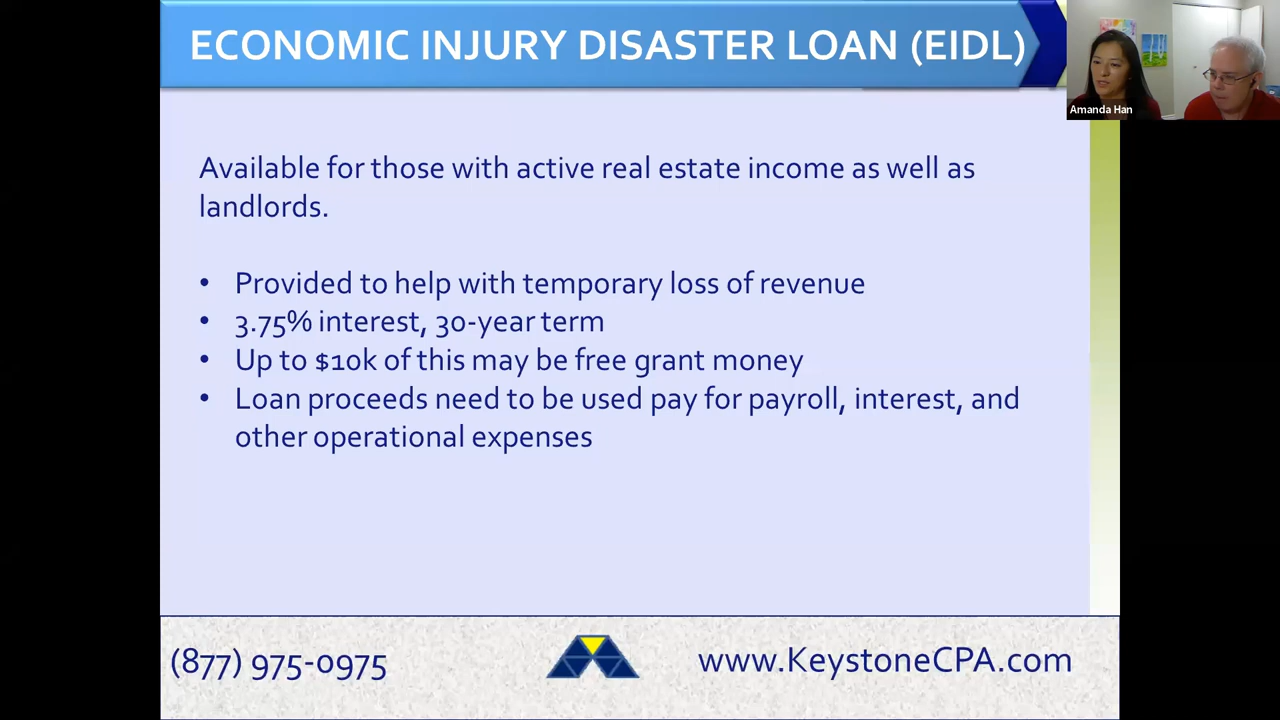 ECONOMIC INJURY DISASTER LOAN (EIDL)
Amanda Han
Available for those with active real estate income as well as
landlords.
• Provided to help with temporary loss of revenue
• 3.75% interest, 30-year term
• Up to $10k of this may be free grant money
• Loan proceeds need to be used pay for payroll, interest, and
other operational expenses
(877) 975-0975
www.KeystoneCPA.com